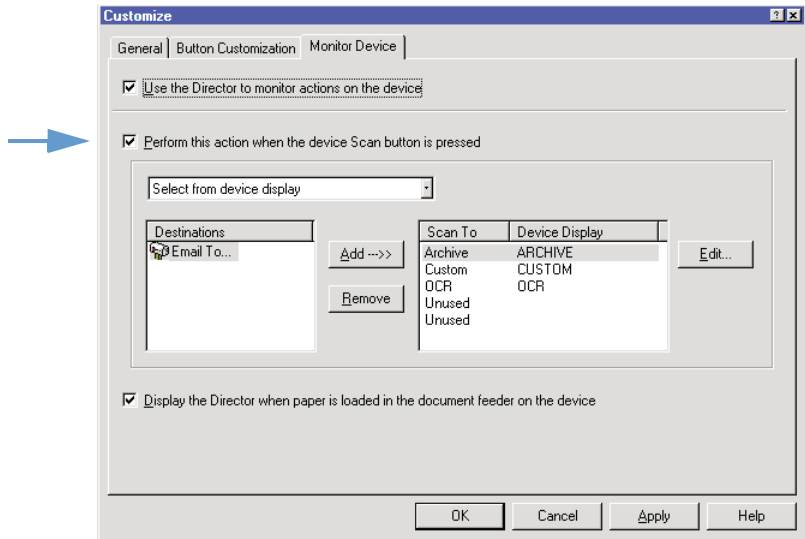 Customize
General Button Customization Monitor Device
Use the Director to monitor actions on the device
Perform this action when the device Scan button is pressed
Select from device display
Destinations Scan To Device Display
Email To... Add --->> Archive ARCHIVE Edit...
Custom CUSTOM
Remove OCR OCR
Unused
Unused
Display the Director when paper is loaded in the document feeder on the device
OK Cancel Apply Help